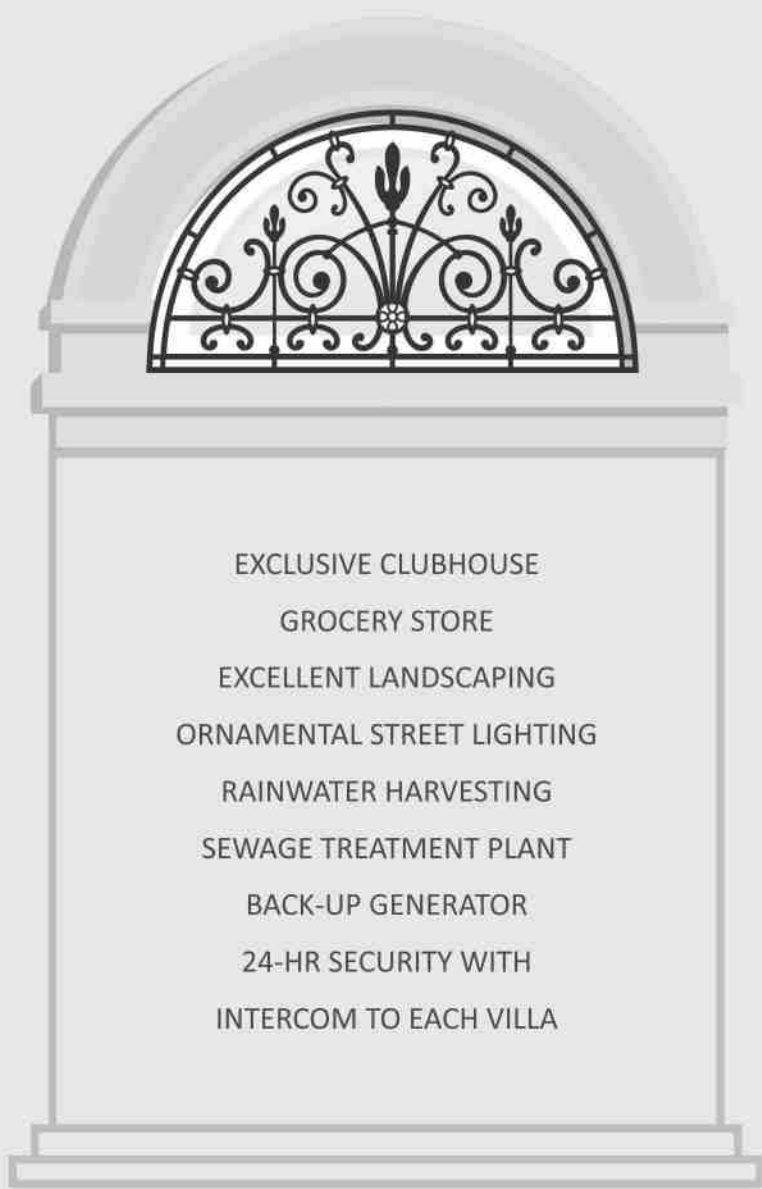 EXCLUSIVE CLUBHOUSE
GROCERY STORE
EXCELLENT LANDSCAPING
ORNAMENTAL STREET LIGHTING
RAINWATER HARVESTING
SEWAGE TREATMENT PLANT
BACK-UP GENERATOR
24-HR SECURITY WITH
INTERCOM TO EACH VILLA